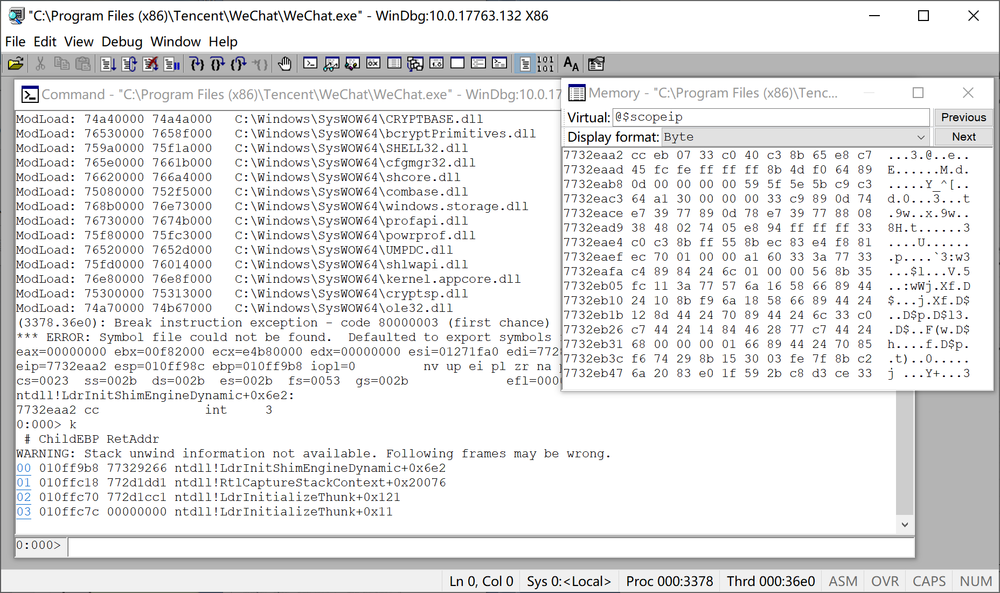 "C:\Program Files (x86)\Tencent\WeChat\WeChat.exe" - WinDbg:10.0.17763.132 X86
File Edit View Debug Window Help
Command - "C:\Program Files (x86)\Tencent\WeChat\WeChat.exe" - WinDbg:10.0.17
ModLoad: 74a40000 74a4a000   C:\Windows\SysWOW64\CRYPTBASE.dll
ModLoad: 76530000 7658f000   C:\Windows\SysWOW64\bcryptPrimitives.dll
ModLoad: 759a0000 75f1a000   C:\Windows\SysWOW64\SHELL32.dll
ModLoad: 765e0000 7661b000   C:\Windows\SysWOW64\cfgmgr32.dll
ModLoad: 76620000 766a4000   C:\Windows\SysWOW64\shcore.dll
ModLoad: 75080000 752f5000   C:\Windows\SysWOW64\combase.dll
ModLoad: 768b0000 76e73000   C:\Windows\SysWOW64\windows.storage.dll
ModLoad: 76730000 7674b000   C:\Windows\SysWOW64\profapi.dll
ModLoad: 75f80000 75fc3000   C:\Windows\SysWOW64\powrprof.dll
ModLoad: 76520000 7652d000   C:\Windows\SysWOW64\UMPDC.dll
ModLoad: 75fd0000 76014000   C:\Windows\SysWOW64\shlwapi.dll
ModLoad: 76e80000 76e8f000   C:\Windows\SysWOW64\kernel.appcore.dll
ModLoad: 75300000 75313000   C:\Windows\SysWOW64\cryptsp.dll
ModLoad: 74a70000 74b67000   C:\Windows\SysWOW64\ole32.dll
(3378.36e0): Break instruction exception - code 80000003 (first chance)
*** ERROR: Symbol file could not be found.  Defaulted to export symbols
eax=00000000 ebx=00f82000 ecx=e4b80000 edx=00000000 esi=01271fa0 edi=772
eip=7732eaa2 esp=010ff98c ebp=010ff9b8 iopl=0         nv up ei pl zr na
cs=0023  ss=002b  ds=002b  es=002b  fs=0053  gs=002b             efl=000
ntdll!LdrInitShimEngineDynamic+0x6e2:
7732eaa2 cc              int     3
0:000> k
 # ChildEBP RetAddr
WARNING: Stack unwind information not available. Following frames may be wrong.
00 010ff9b8 77329266 ntdll!LdrInitShimEngineDynamic+0x6e2
01 010ffc18 772d1dd1 ntdll!RtlCaptureStackContext+0x20076
02 010ffc70 772d1cc1 ntdll!LdrInitializeThunk+0x121
03 010ffc7c 00000000 ntdll!LdrInitializeThunk+0x11
0:000>
Memory - "C:\Program Files (x86)\Tenc...
Virtual: @$scopeip Previous
Display format: Byte Next
7732eaa2 cc eb 07 33 c0 40 c3 8b 65 e8 c7  ...3.@..e..
7732eaad 45 fc fe ff ff ff 8b 4d f0 64 89  E......M.d.
7732eab8 0d 00 00 00 00 59 5f 5e 5b c9 c3  .....Y_^[..
7732eac3 64 a1 30 00 00 00 33 c9 89 0d 74  d.0...3...t
7732eace e7 39 77 89 0d 78 e7 39 77 88 08  .9w..x.9w..
7732ead9 38 48 02 74 05 e8 94 ff ff ff 33  8H.t......3
7732eae4 c0 c3 8b ff 55 8b ec 83 e4 f8 81  ....U......
7732eaef ec 70 01 00 00 a1 60 33 3a 77 33  .p....`3:w3
7732eafa c4 89 84 24 6c 01 00 00 56 8b 35  ...$l...V.5
7732eb05 fc 11 3a 77 57 6a 16 58 66 89 44  ..:wWj.Xf.D
7732eb10 24 10 8b f9 6a 18 58 66 89 44 24  $...j.Xf.D$
7732eb1b 12 8d 44 24 70 89 44 24 6c 33 c0  ..D$p.D$l3.
7732eb26 c7 44 24 14 84 46 28 77 c7 44 24  .D$..F(w.D$
7732eb31 68 00 00 00 01 66 89 44 24 70 85  h....f.D$p.
7732eb3c f6 74 29 8b 15 30 03 fe 7f 8b c2  .t)..0.....
7732eb47 6a 20 83 e0 1f 59 2b c8 d3 ce 33  j ...Y+...3
Ln 0, Col 0 Sys 0:<Local> Proc 000:3378 Thrd 000:36e0 ASM OVR CAPS NUM